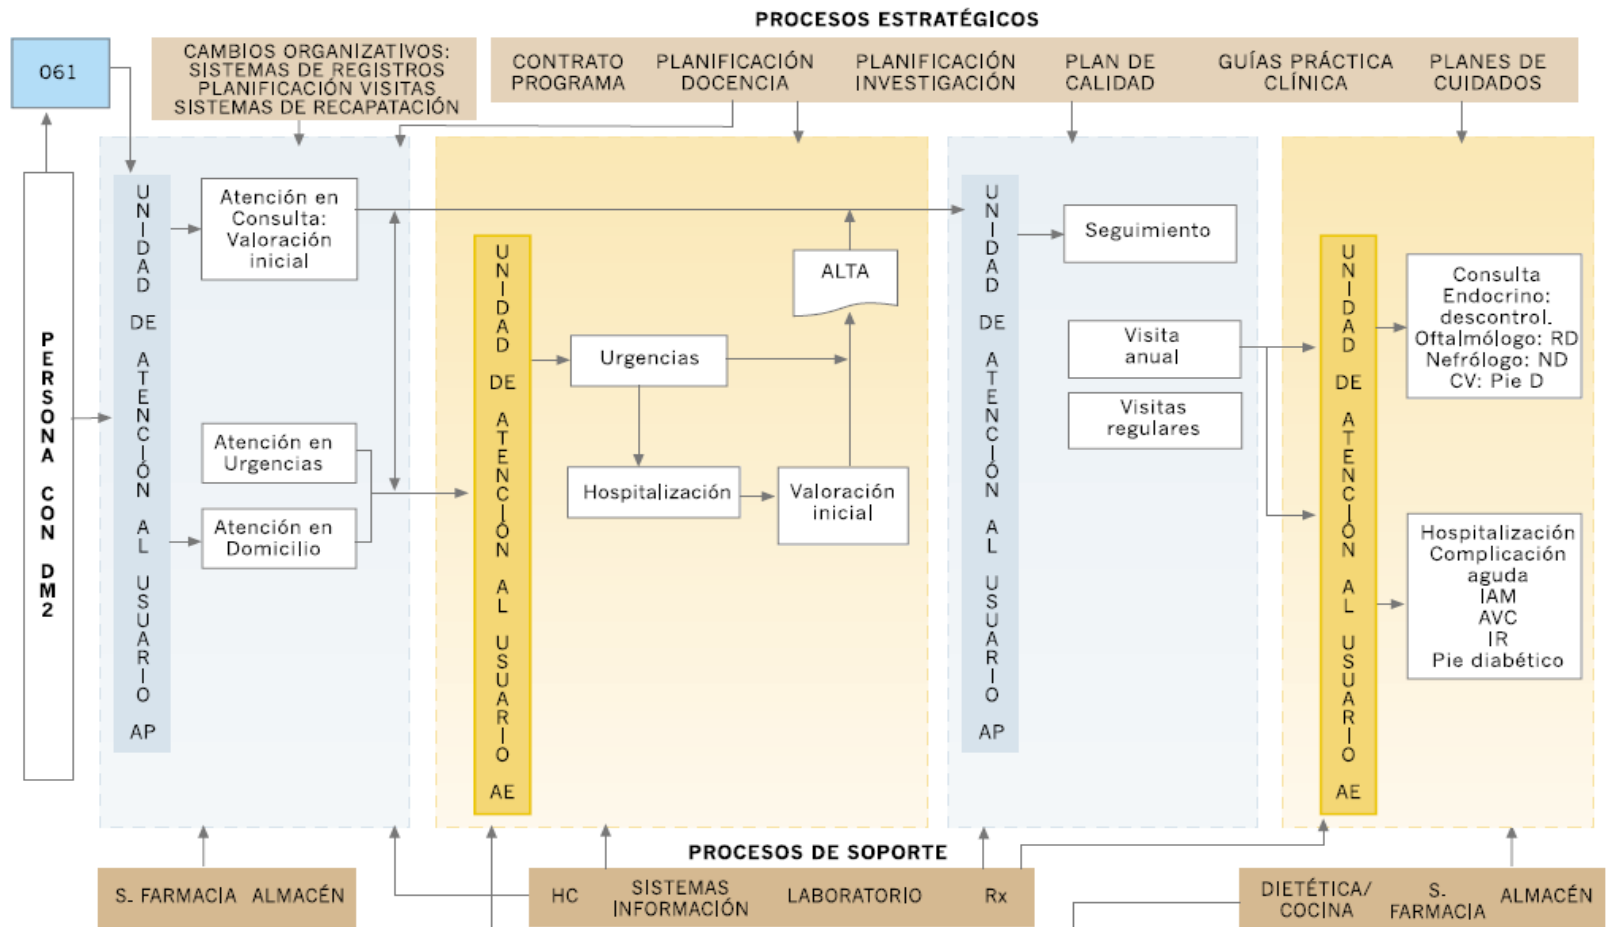 PROCESOS ESTRATÉGICOS
061
CAMBIOS ORGANIZATIVOS:
SISTEMAS DE REGISTROS
PLANIFICACIÓN VISITAS
SISTEMAS DE RECAPATACIÓN
CONTRATO
PROGRAMA
PLANIFICACIÓN
DOCENCIA
PLANIFICACIÓN
INVESTIGACIÓN
PLAN DE
CALIDAD
GUÍAS PRÁCTICA
CLÍNICA
PLANES DE
CUIDADOS
PERSONA CON DM2
UNIDAD DE ATENCIÓN AL USUARIO AP
Atención en
Consulta:
Valoración
inicial
Atención en
Urgencias
Atención en
Domicilio
UNIDAD DE ATENCIÓN AL USUARIO AE
Urgencias
Hospitalización
Valoración
inicial
ALTA
UNIDAD DE ATENCIÓN AL USUARIO AP
Seguimiento
Visita
anual
Visitas
regulares
UNIDAD DE ATENCIÓN AL USUARIO AE
Consulta
Endocrino:
descontrol.
Oftalmólogo: RD
Nefrólogo: ND
CV: Pie D
Hospitalización
Complicación
aguda
IAM
AVC
IR
Pie diabético
PROCESOS DE SOPORTE
S. FARMACIA ALMACÉN
HC
SISTEMAS
INFORMACIÓN
LABORATORIO
Rx
DIETÉTICA/
COCINA
S.
FARMACIA
ALMACÉN